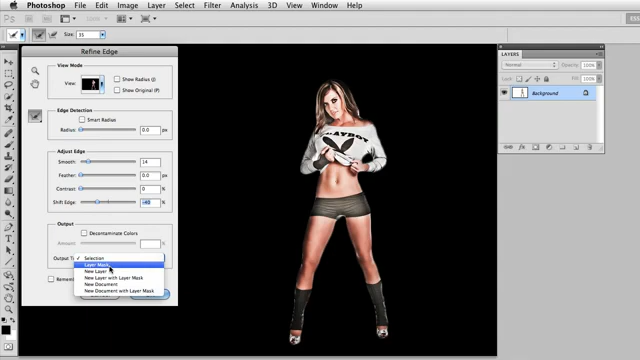 Photoshop File Edit Image Layer Select Filter Analysis 3D View Window Help
Size: 35
Refine Edge
View Mode
View:
Show Radius (J)
Show Original (P)
Edge Detection
Smart Radius
Radius: 0.0 px
Adjust Edge
Smooth: 14
Feather: 0.0 px
Contrast: 0 %
Shift Edge: -40 %
Output
Decontaminate Colors
Amount: %
Selection
Layer Mask
New Layer
New Layer with Layer Mask
New Document
New Document with Layer Mask
LAYERS
Normal Opacity: 100%
Lock: Fill: 100%
Background
PLAYBOY